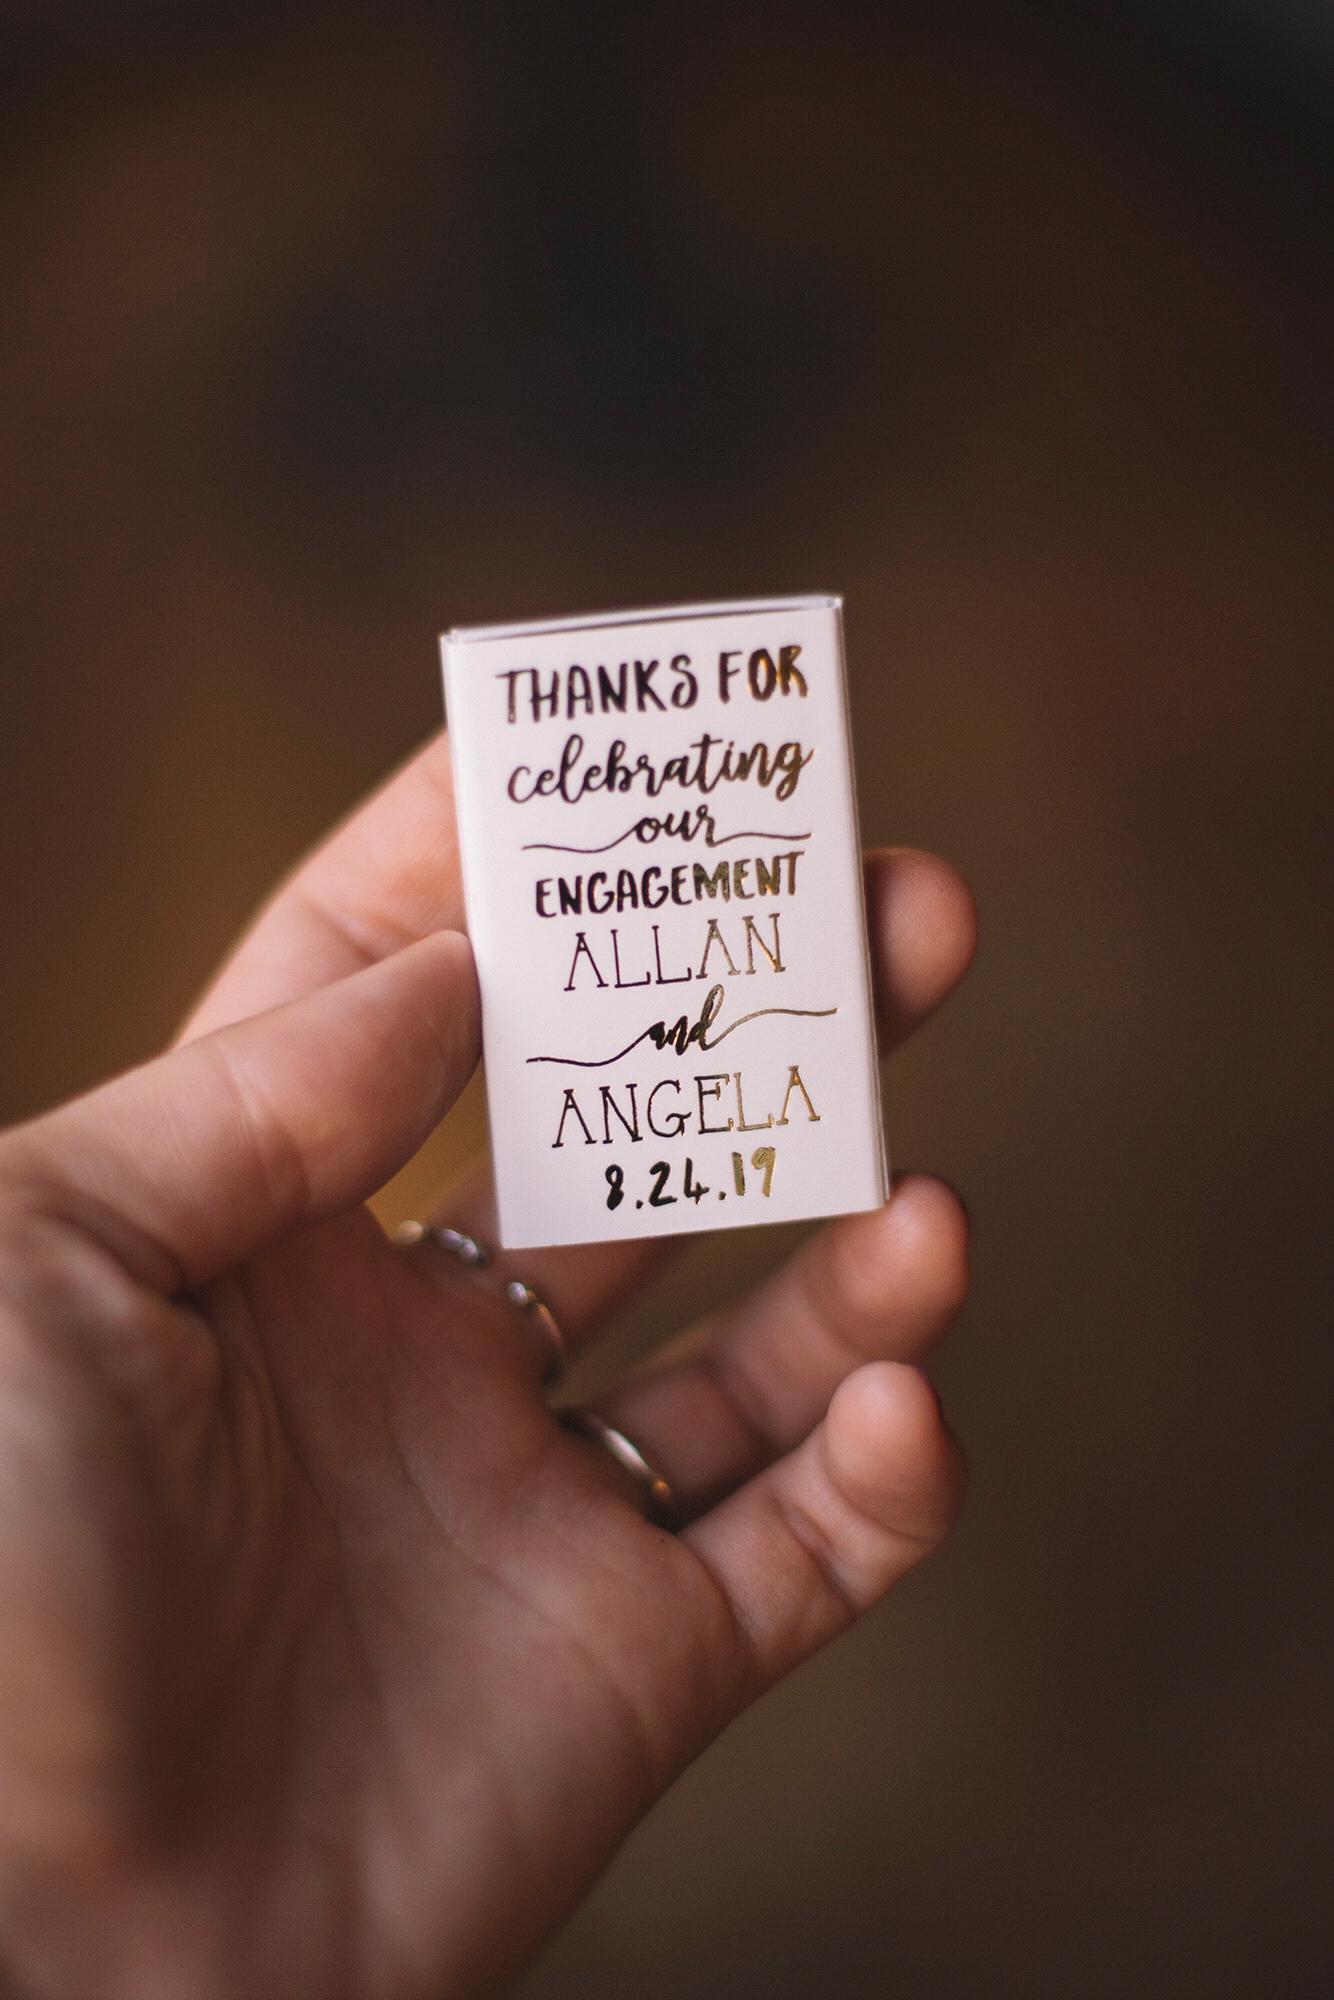 THANKS FOR
celebrating
our
ENGAGEMENT
ALLAN
and
ANGELA
8.24.19